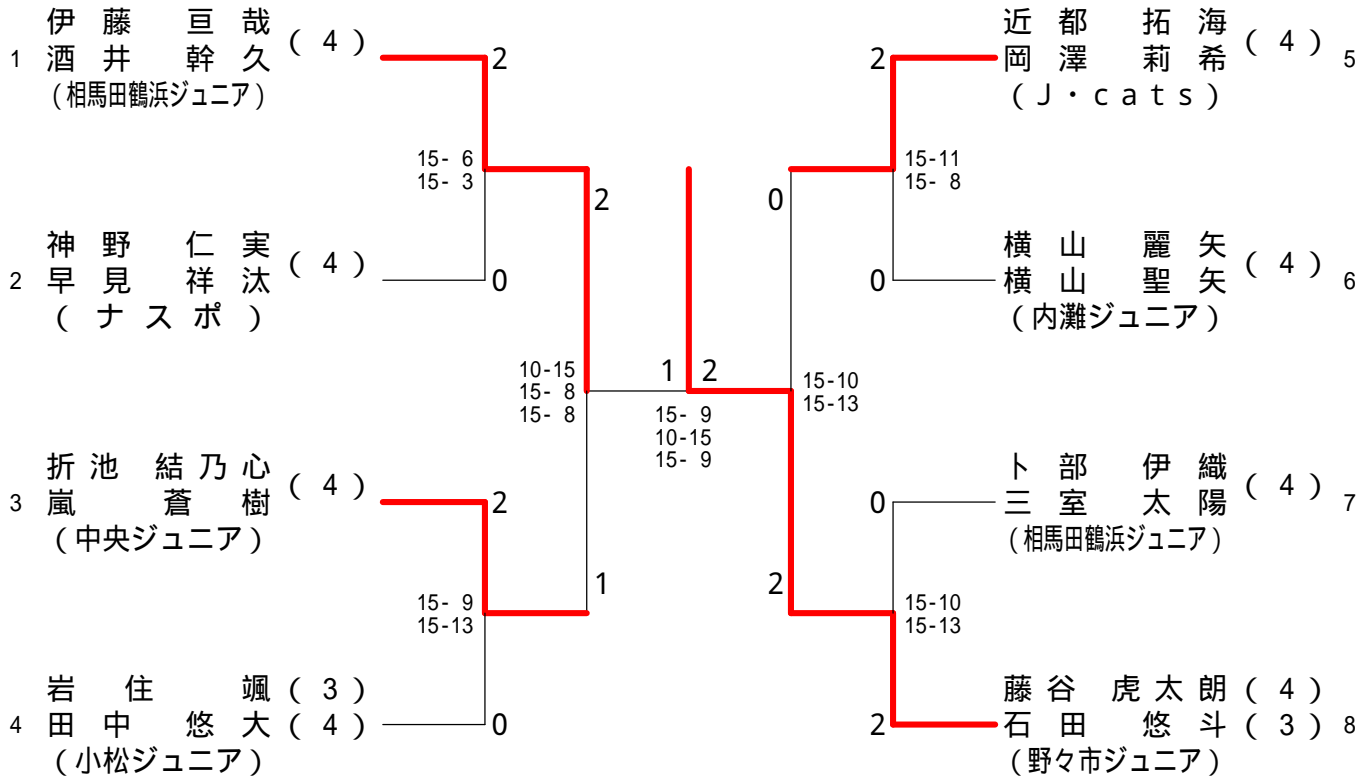 伊藤 亘哉
1 酒井 幹久 (4)
(相馬田鶴浜ジュニア)
2
15- 6
15- 3
神野 仁実
2 早見 祥汰 (4)
(ナスポ)
0
2
10-15
15- 8
15- 8
折池 結乃心
3 嵐 蒼樹 (4)
(中央ジュニア)
2
15- 9
15-13
1
岩住 颯 (3)
4 田中 悠大 (4)
(小松ジュニア)
0
1 2
15- 9
10-15
15- 9
近都 拓海
岡澤 莉希 (4) 5
(J・cats)
2
15-11
15- 8
0
横山 麗矢
横山 聖矢 (4) 6
(内灘ジュニア)
0
15-10
15-13
卜部 伊織
三室 太陽 (4) 7
(相馬田鶴浜ジュニア)
0
2
15-10
15-13
藤谷 虎太朗 (4)
石田 悠斗 (3) 8
(野々市ジュニア)
2